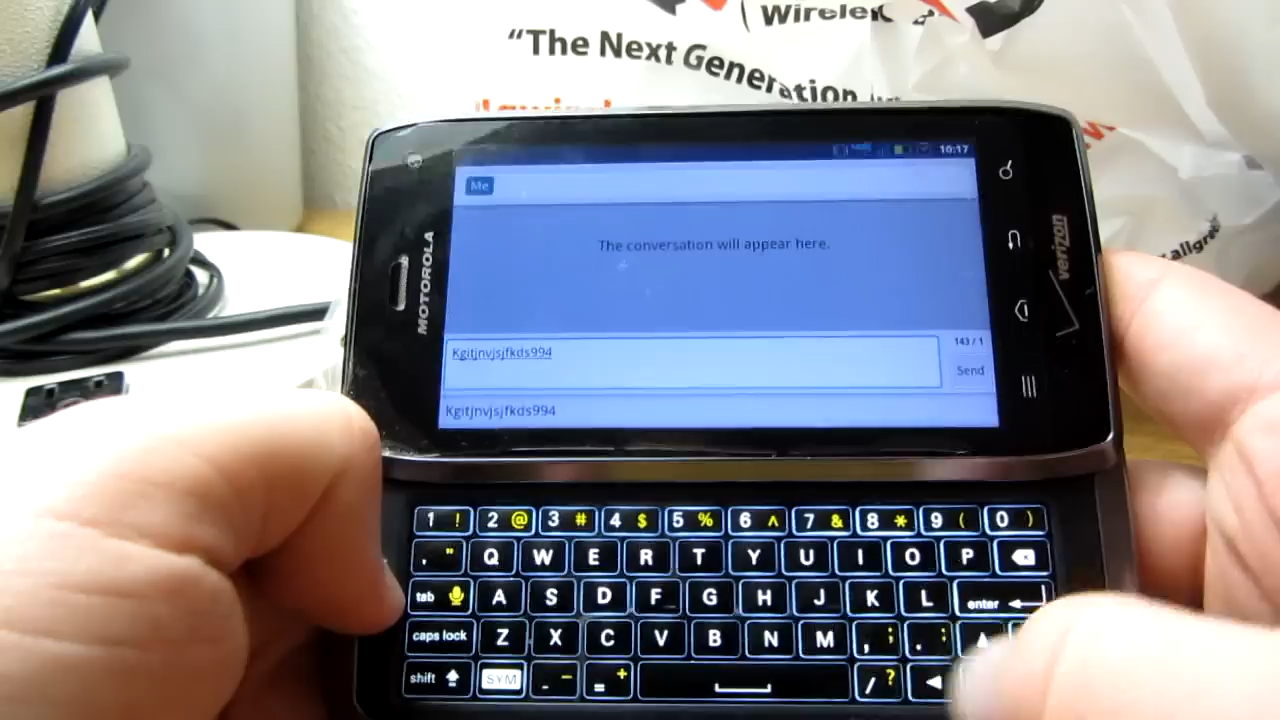 Wireles
"The Next Generation
10:17
Me
The conversation will appear here.
143 / 1
Kgitjnvjsjfkds994
Send
Kgitjnvjsjfkds994
MOTOROLA
verizon
1 ! 2 @ 3 # 4 $ 5 % 6 ^ 7 & 8 * 9 ( 0 )
Q W E R T Y U I O P
tab A S D F G H J K L enter
caps lock Z X C V B N M , ; . :
shift SYM - _ = + / ?